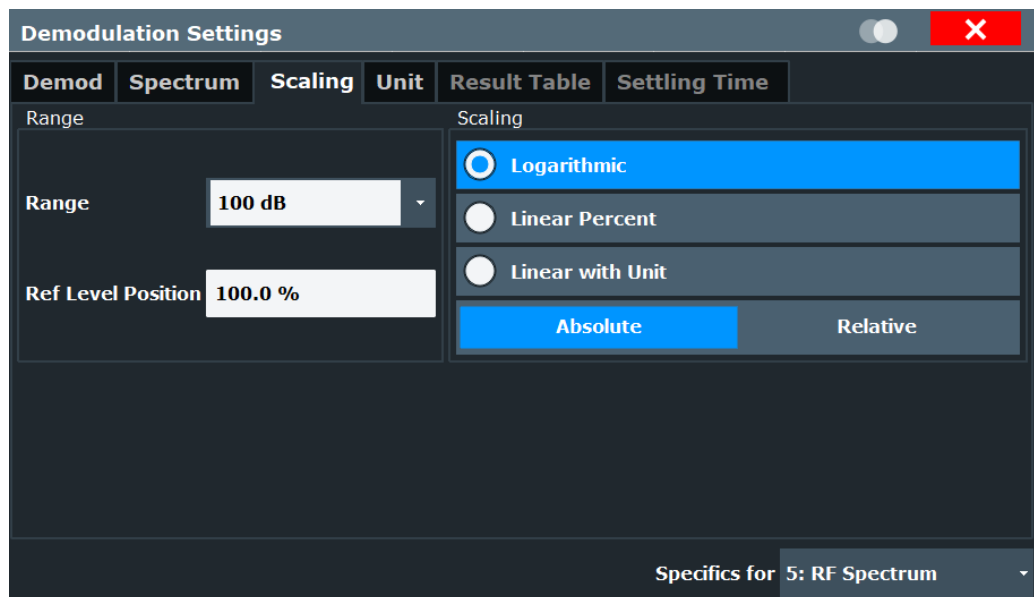 Demodulation Settings
Demod Spectrum Scaling Unit Result Table Settling Time
Range
Scaling
Range 100 dB
Ref Level Position 100.0 %
Logarithmic
Linear Percent
Linear with Unit
Absolute Relative
Specifics for 5: RF Spectrum